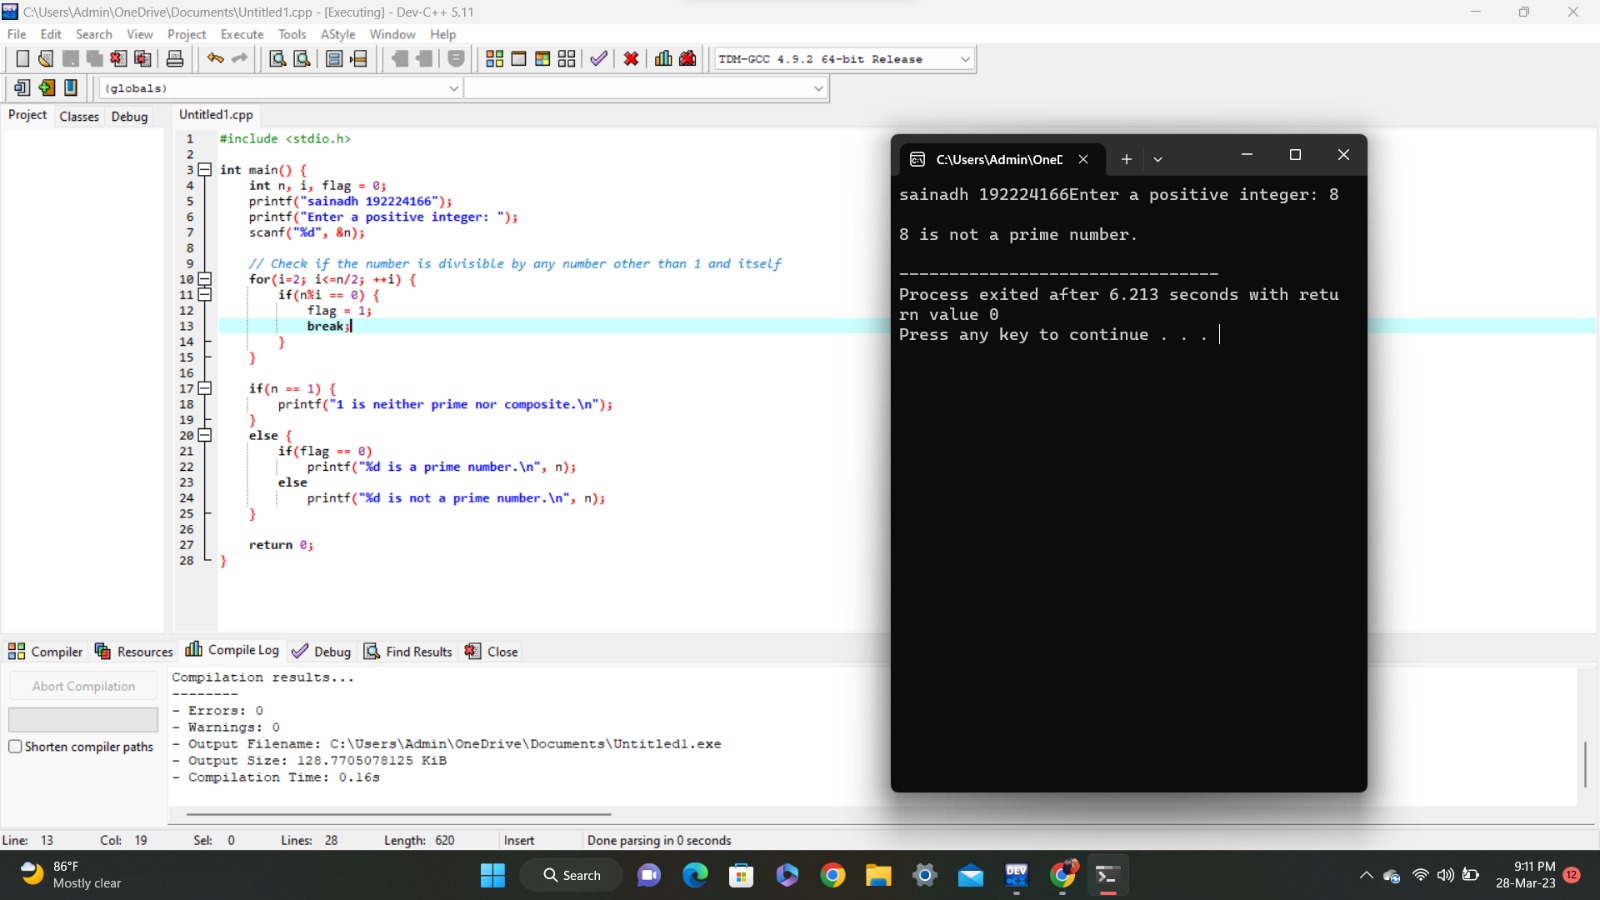 C:\Users\Admin\OneDrive\Documents\Untitled1.cpp - [Executing] - Dev-C++ 5.11
File Edit Search View Project Execute Tools AStyle Window Help
TDM-GCC 4.9.2 64-bit Release
(globals)
Project Classes Debug
Untitled1.cpp
1 #include <stdio.h>
2
3 int main() {
4 int n, i, flag = 0;
5 printf("sainadh 192224166");
6 printf("Enter a positive integer: ");
7 scanf("%d", &n);
8
9 // Check if the number is divisible by any number other than 1 and itself
10 for(i=2; i<=n/2; ++i) {
11 if(n%i == 0) {
12 flag = 1;
13 break;
14 }
15 }
16
17 if(n == 1) {
18 printf("1 is neither prime nor composite.\n");
19 }
20 else {
21 if(flag == 0)
22 printf("%d is a prime number.\n", n);
23 else
24 printf("%d is not a prime number.\n", n);
25 }
26
27 return 0;
28 }
C:\Users\Admin\OneD
sainadh 192224166Enter a positive integer: 8
8 is not a prime number.
--------------------------------
Process exited after 6.213 seconds with retu
rn value 0
Press any key to continue . . .
Compiler Resources Compile Log Debug Find Results Close
Abort Compilation
Shorten compiler paths
Compilation results...
--------
- Errors: 0
- Warnings: 0
- Output Filename: C:\Users\Admin\OneDrive\Documents\Untitled1.exe
- Output Size: 128.7705078125 KiB
- Compilation Time: 0.16s
Line: 13 Col: 19 Sel: 0 Lines: 28 Length: 620 Insert Done parsing in 0 seconds
86°F
Mostly clear
Search
DEV
C++
9:11 PM
28-Mar-23
12